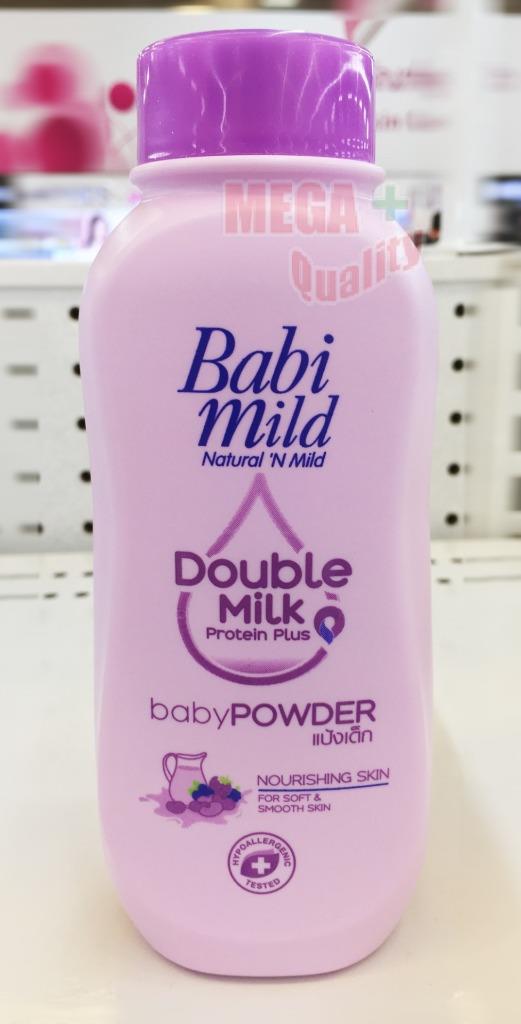 MEGA +
Quality
Babi
Mild
Natural 'N Mild
Double
Milk
Protein Plus
babyPOWDER
แป้งเด็ก
NOURISHING SKIN
FOR SOFT &
SMOOTH SKIN
HYPOALLERGENIC
TESTED